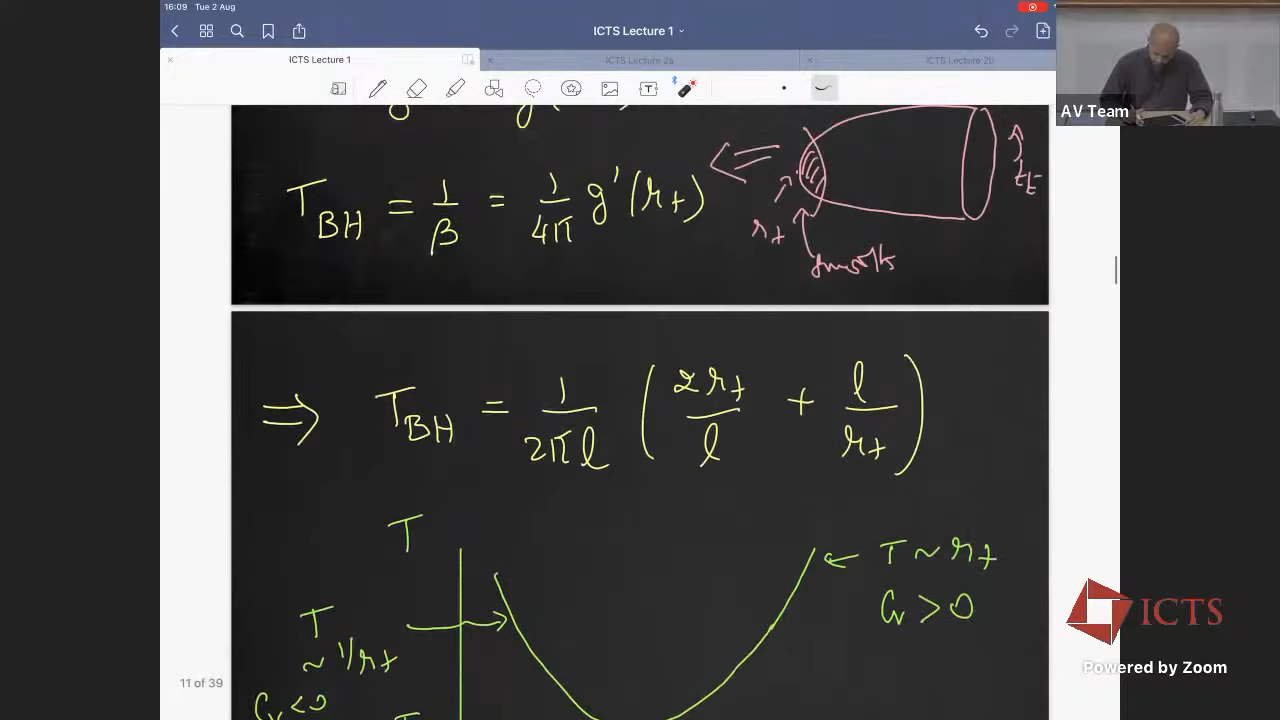 16:09 Tue 2 Aug
ICTS Lecture 1
ICTS Lecture 1
ICTS Lecture 2a
ICTS Lecture 2b
AV Team
T_BH = 1/β = 1/4π g'(r₊)
r₊
smooth
t_E
⇒ T_BH = 1/2πl ( 2r₊/l + l/r₊ )
T
T ~ r₊
C_v > 0
T
~ 1/r₊
C_v < 0
11 of 39
ICTS
Powered by Zoom